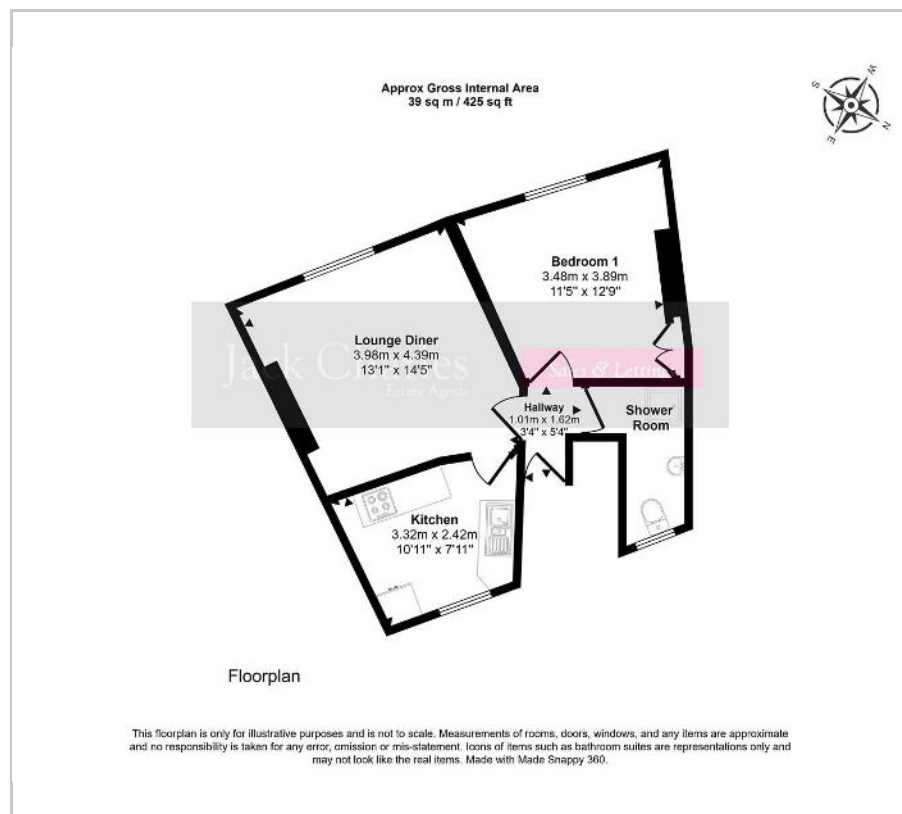 Approx Gross Internal Area
39 sq m / 425 sq ft
W
S
N
E
Bedroom 1
3.48m x 3.89m
11'5" x 12'9"
Lounge Diner
3.98m x 4.39m
13'1" x 14'5"
Jack Charles
Estate Agents
Sales & Lettings
Hallway
1.01m x 1.62m
3'4" x 5'4"
Shower
Room
Kitchen
3.32m x 2.42m
10'11" x 7'11"
Floorplan
This floorplan is only for illustrative purposes and is not to scale. Measurements of rooms, doors, windows, and any items are approximate
and no responsibility is taken for any error, omission or mis-statement. Icons of items such as bathroom suites are representations only and
may not look like the real items. Made with Made Snappy 360.